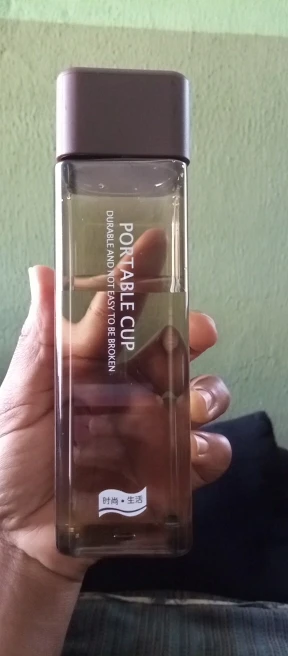 PORTABLE CUP
DURABLE AND NOT EASY TO BE BROKEN
时尚•生活